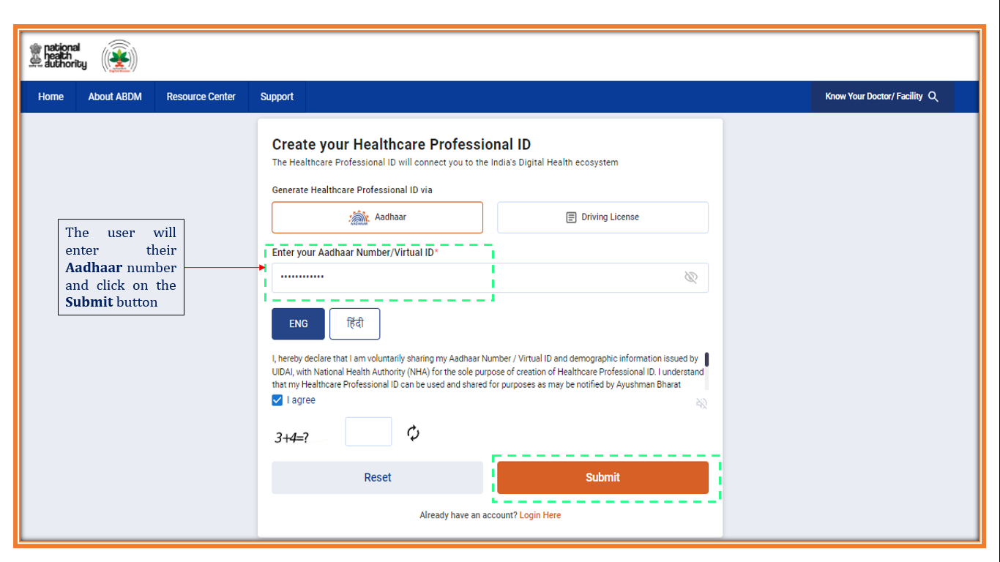 national
health
authority
Home About ABDM Resource Center Support Know Your Doctor/ Facility
Create your Healthcare Professional ID
The Healthcare Professional ID will connect you to the India's Digital Health ecosystem
Generate Healthcare Professional ID via
AADHAAR Aadhaar Driving License
The user will
enter their
Aadhaar number
and click on the
Submit button
Enter your Aadhaar Number/Virtual ID*
••••••••••••
ENG हिंदी
I, hereby declare that I am voluntarily sharing my Aadhaar Number / Virtual ID and demographic information issued by
UIDAI, with National Health Authority (NHA) for the sole purpose of creation of Healthcare Professional ID. I understand
that my Healthcare Professional ID can be used and shared for purposes as may be notified by Ayushman Bharat
I agree
3+4=?
Reset Submit
Already have an account? Login Here